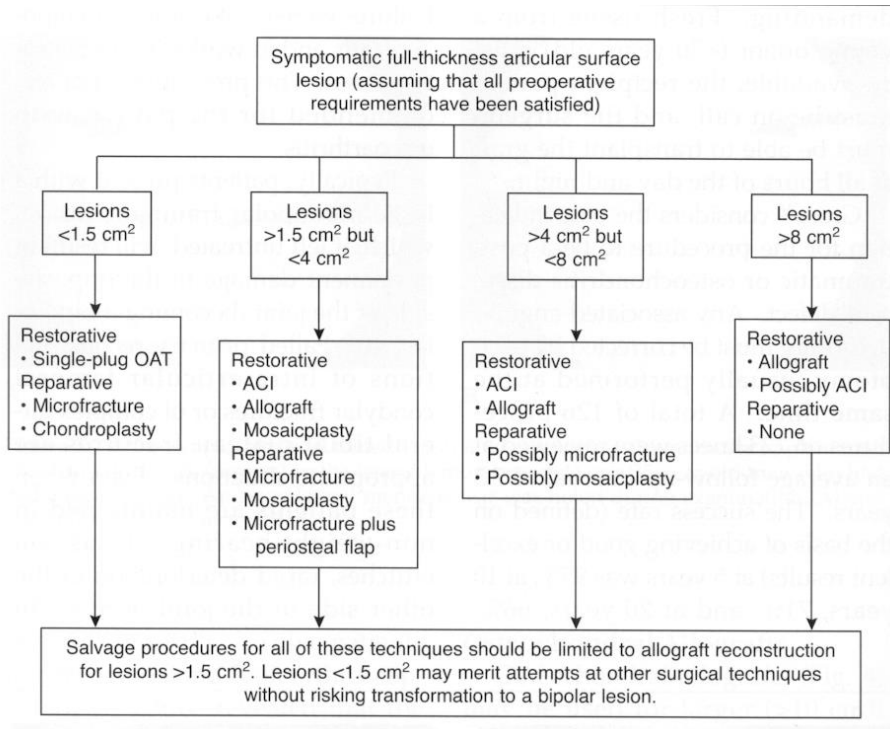 Symptomatic full-thickness articular surface
lesion (assuming that all preoperative
requirements have been satisfied)
Lesions
<1.5 cm²
Lesions
>1.5 cm² but
<4 cm²
Lesions
>4 cm² but
<8 cm²
Lesions
>8 cm²
Restorative
• Single-plug OAT
Reparative
• Microfracture
• Chondroplasty
Restorative
• ACI
• Allograft
• Mosaicplasty
Reparative
• Microfracture
• Mosaicplasty
• Microfracture plus
periosteal flap
Restorative
• ACI
• Allograft
Reparative
• Possibly microfracture
• Possibly mosaicplasty
Restorative
• Allograft
• Possibly ACI
Reparative
• None
Salvage procedures for all of these techniques should be limited to allograft reconstruction
for lesions >1.5 cm². Lesions <1.5 cm² may merit attempts at other surgical techniques
without risking transformation to a bipolar lesion.